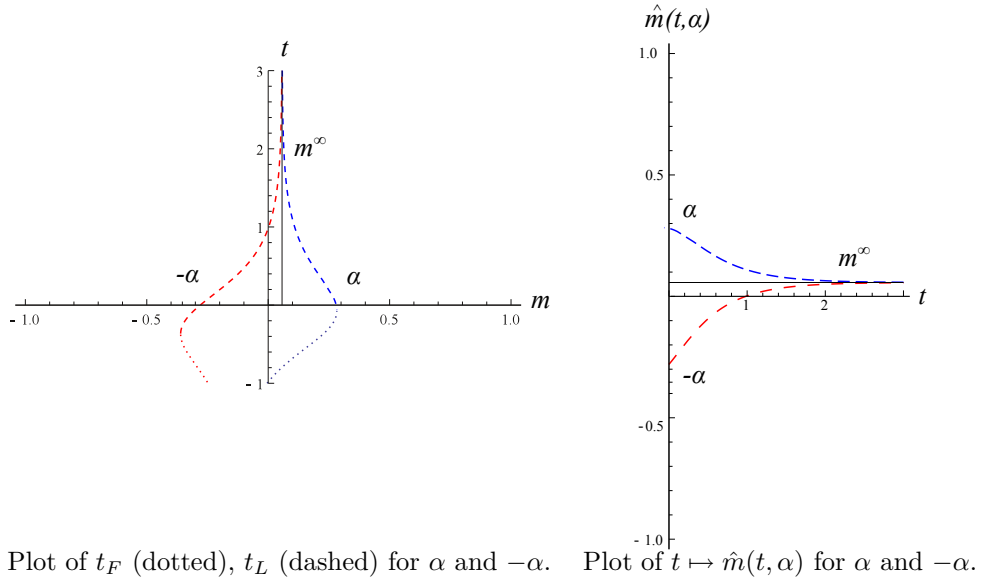 m̂(t,α)
t
1.0
3
0.5
2
m^∞
α
1
m^∞
-α
α
m
t
- 1.0
- 0.5
0.5
1.0
1
2
-α
- 1
- 0.5
- 1.0
Plot of t_F (dotted), t_L (dashed) for α and −α.
Plot of t ↦ m̂(t, α) for α and −α.